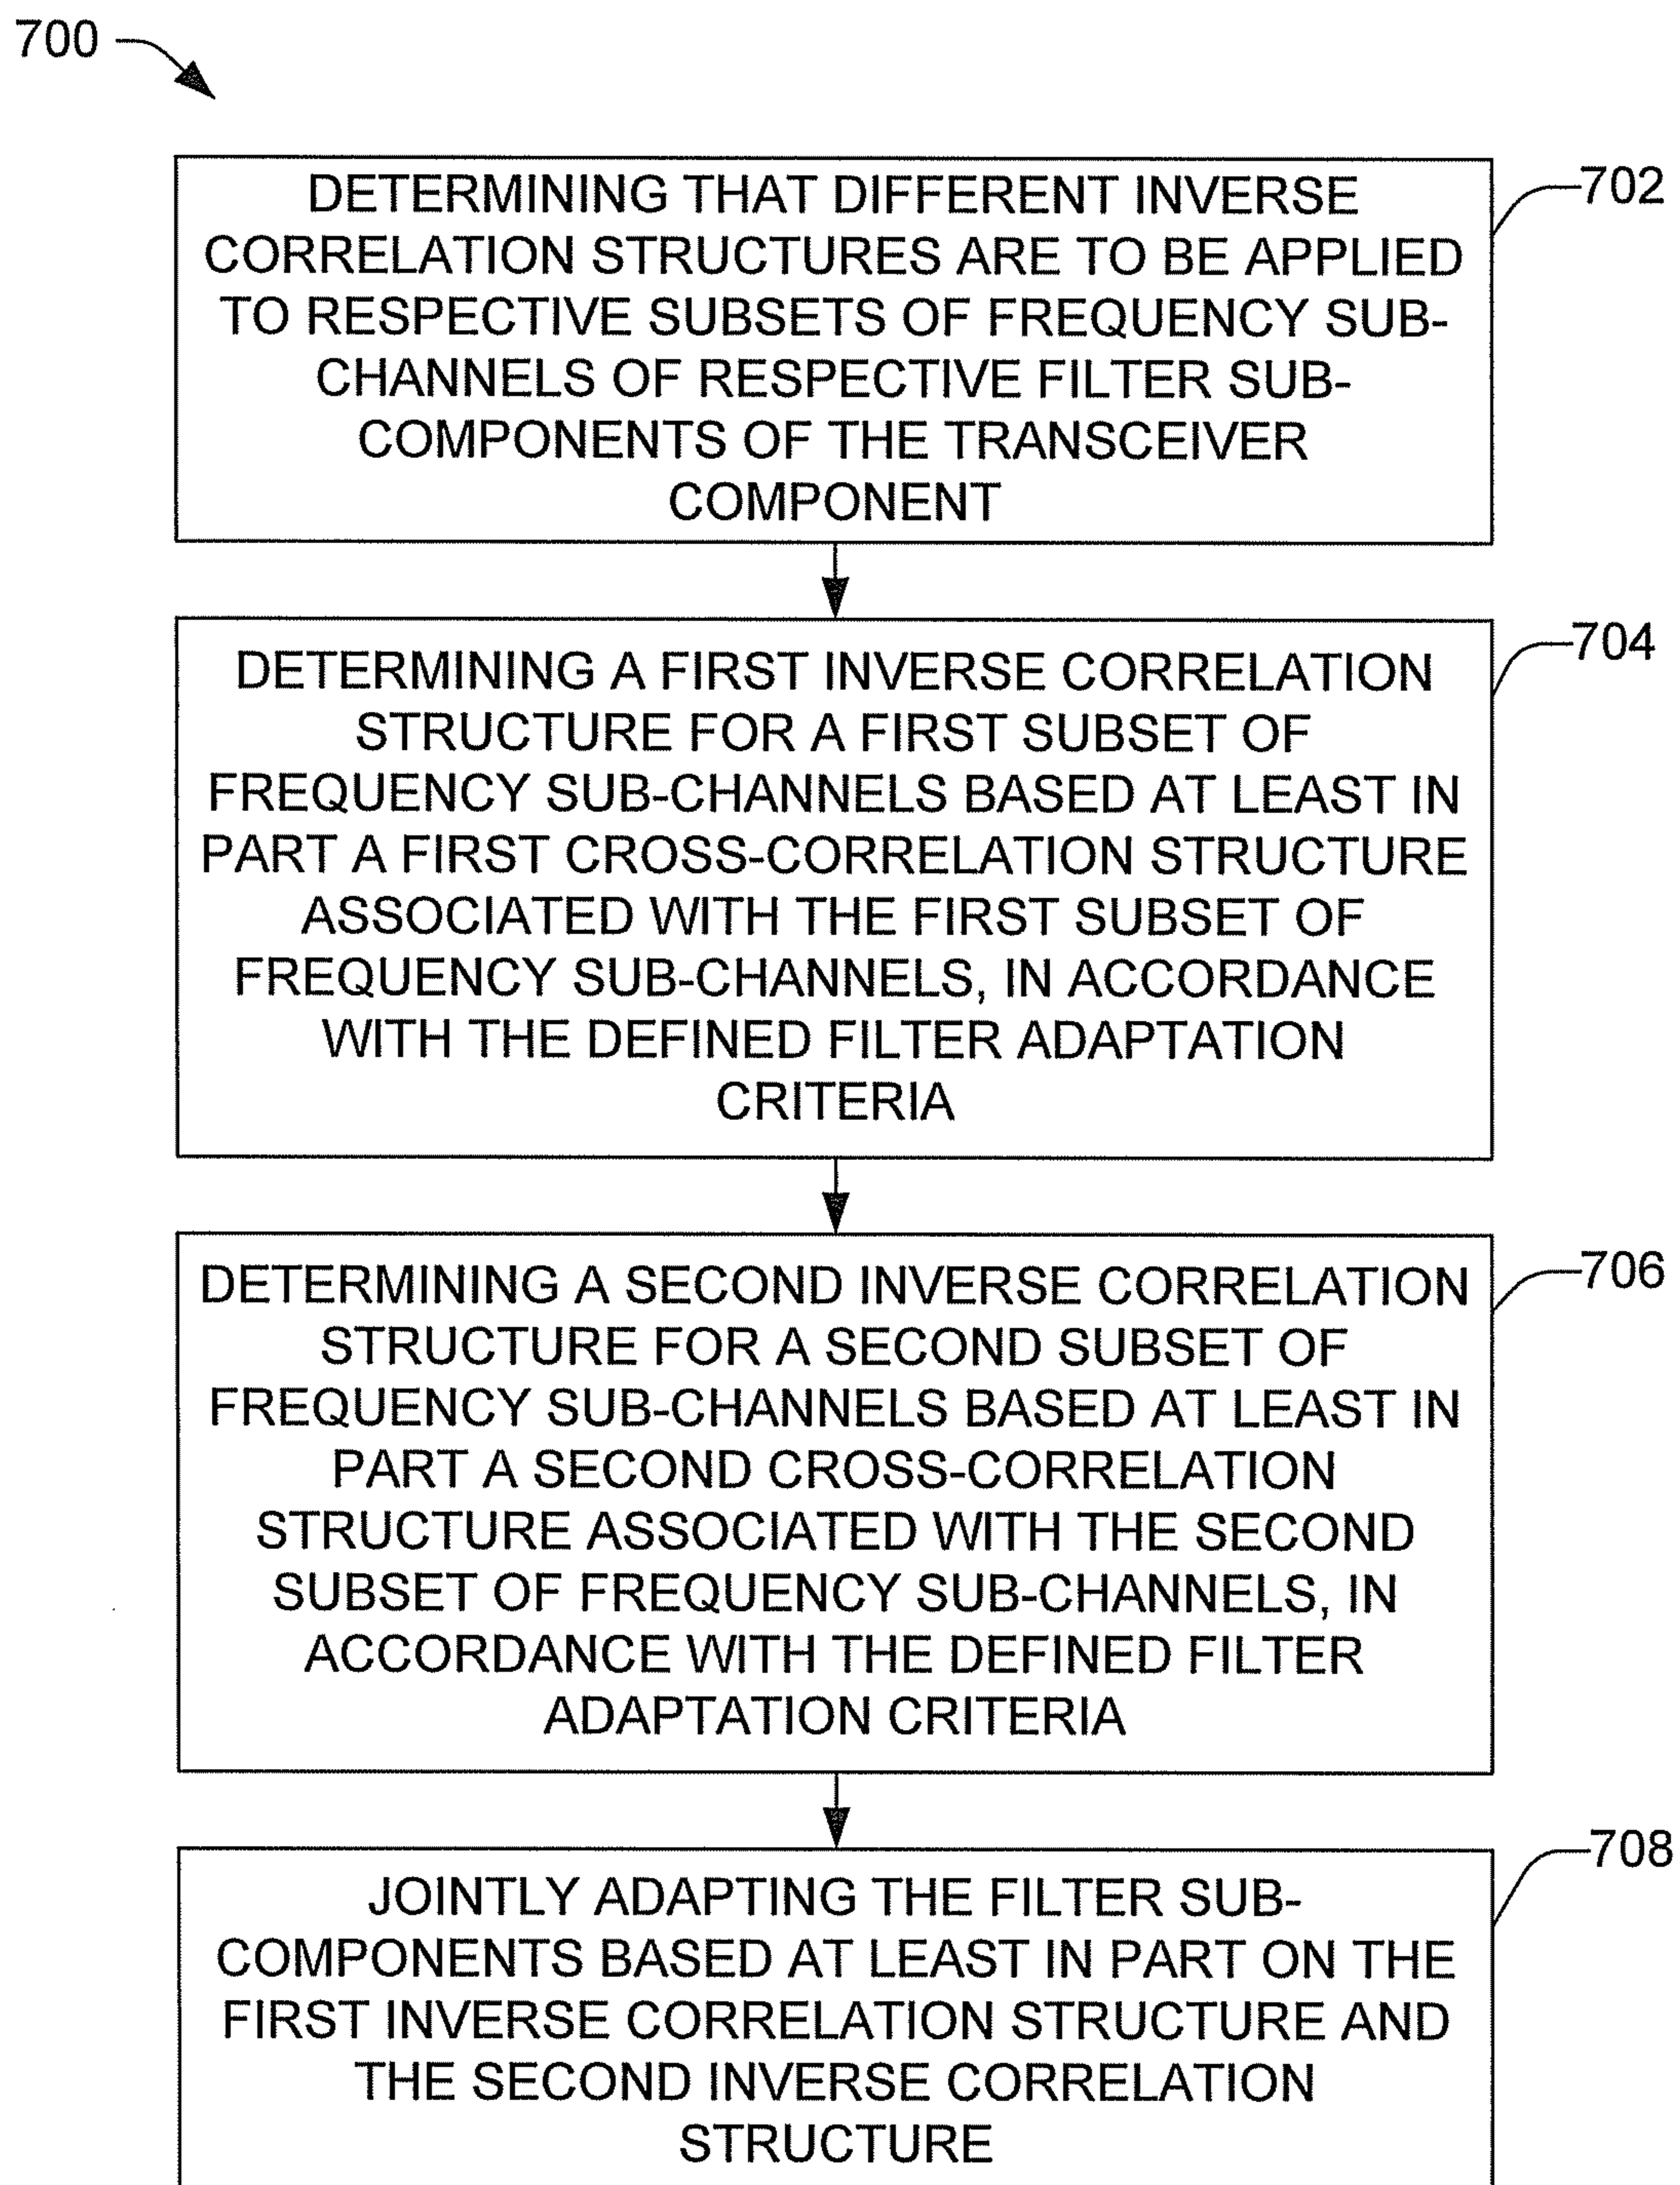 700
DETERMINING THAT DIFFERENT INVERSE
CORRELATION STRUCTURES ARE TO BE APPLIED
TO RESPECTIVE SUBSETS OF FREQUENCY SUB-
CHANNELS OF RESPECTIVE FILTER SUB-
COMPONENTS OF THE TRANSCEIVER
COMPONENT
702
DETERMINING A FIRST INVERSE CORRELATION
STRUCTURE FOR A FIRST SUBSET OF
FREQUENCY SUB-CHANNELS BASED AT LEAST IN
PART A FIRST CROSS-CORRELATION STRUCTURE
ASSOCIATED WITH THE FIRST SUBSET OF
FREQUENCY SUB-CHANNELS, IN ACCORDANCE
WITH THE DEFINED FILTER ADAPTATION
CRITERIA
704
DETERMINING A SECOND INVERSE CORRELATION
STRUCTURE FOR A SECOND SUBSET OF
FREQUENCY SUB-CHANNELS BASED AT LEAST IN
PART A SECOND CROSS-CORRELATION
STRUCTURE ASSOCIATED WITH THE SECOND
SUBSET OF FREQUENCY SUB-CHANNELS, IN
ACCORDANCE WITH THE DEFINED FILTER
ADAPTATION CRITERIA
706
JOINTLY ADAPTING THE FILTER SUB-
COMPONENTS BASED AT LEAST IN PART ON THE
FIRST INVERSE CORRELATION STRUCTURE AND
THE SECOND INVERSE CORRELATION
STRUCTURE
708